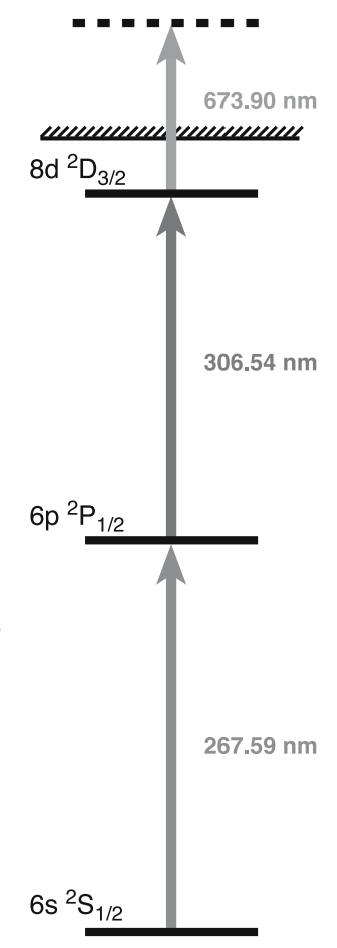 673.90 nm
8d ²D₃/₂
306.54 nm
6p ²P₁/₂
267.59 nm
6s ²S₁/₂